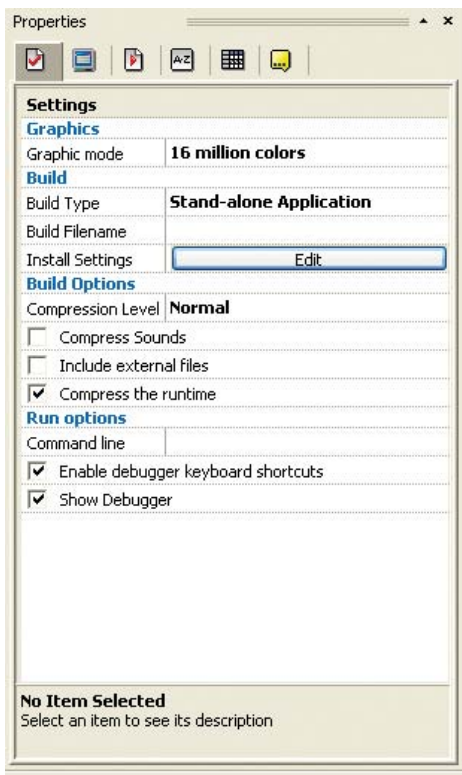 Properties
A-Z
Settings
Graphics
Graphic mode 16 million colors
Build
Build Type Stand-alone Application
Build Filename
Install Settings Edit
Build Options
Compression Level Normal
Compress Sounds
Include external files
Compress the runtime
Run options
Command line
Enable debugger keyboard shortcuts
Show Debugger
No Item Selected
Select an item to see its description